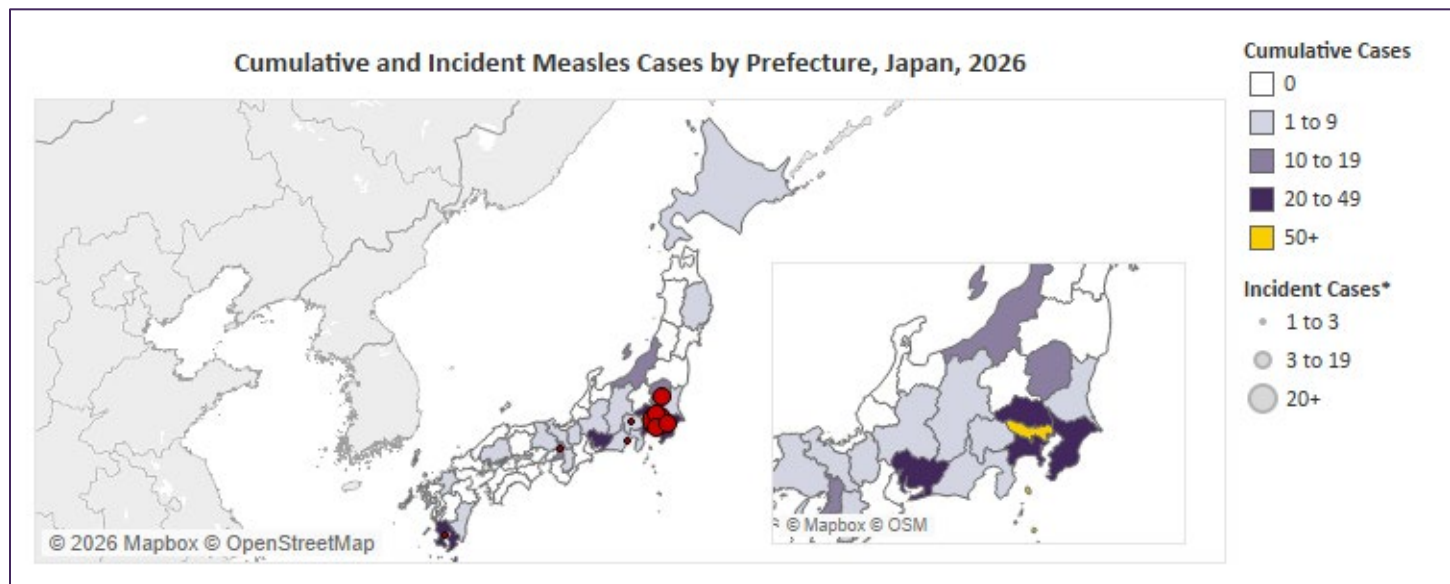 Cumulative and Incident Measles Cases by Prefecture, Japan, 2026
Cumulative Cases
0
1 to 9
10 to 19
20 to 49
50+
Incident Cases*
1 to 3
3 to 19
20+
© 2026 Mapbox © OpenStreetMap
© Mapbox © OSM